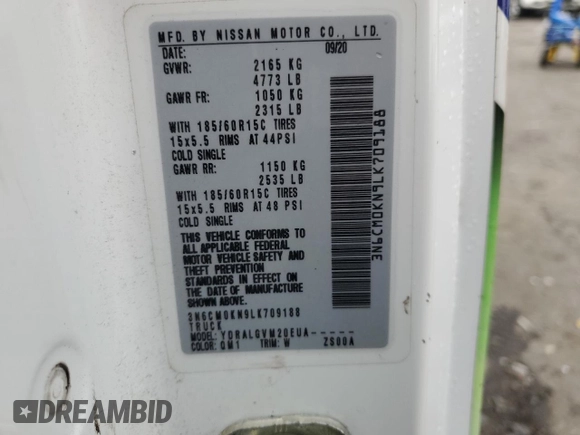 MFD. BY NISSAN MOTOR CO., LTD.
DATE: 09/20
GVWR: 2165 KG
4773 LB
GAWR FR: 1050 KG
2315 LB
WITH 185/60R15C TIRES
15x5.5 RIMS AT 44PSI
COLD SINGLE
GAWR RR: 1150 KG
2535 LB
WITH 185/60R15C TIRES
15x5.5 RIMS AT 48 PSI
COLD SINGLE
THIS VEHICLE CONFORMS TO
ALL APPLICABLE FEDERAL
MOTOR VEHICLE SAFETY AND
THEFT PREVENTION
STANDARDS IN EFFECT ON
THE DATE OF MANUFACTURE
SHOWN ABOVE.
3N6CM0KN9LK709188
TRUCK
MODEL: YDRALGVM20EUA-----
COLOR: QM1 TRIM: W ZS00A
3N6CM0KN9LK709188
DREAMBID